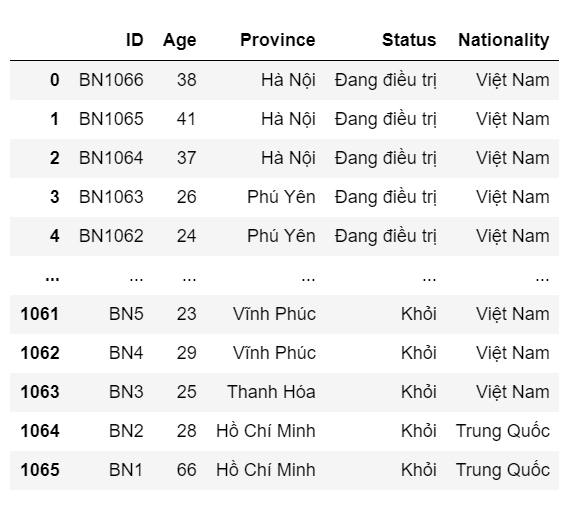 ID Age Province Status Nationality
0 BN1066 38 Hà Nội Đang điều trị Việt Nam
1 BN1065 41 Hà Nội Đang điều trị Việt Nam
2 BN1064 37 Hà Nội Đang điều trị Việt Nam
3 BN1063 26 Phú Yên Đang điều trị Việt Nam
4 BN1062 24 Phú Yên Đang điều trị Việt Nam
... ... ... ... ... ...
1061 BN5 23 Vĩnh Phúc Khỏi Việt Nam
1062 BN4 29 Vĩnh Phúc Khỏi Việt Nam
1063 BN3 25 Thanh Hóa Khỏi Việt Nam
1064 BN2 28 Hồ Chí Minh Khỏi Trung Quốc
1065 BN1 66 Hồ Chí Minh Khỏi Trung Quốc